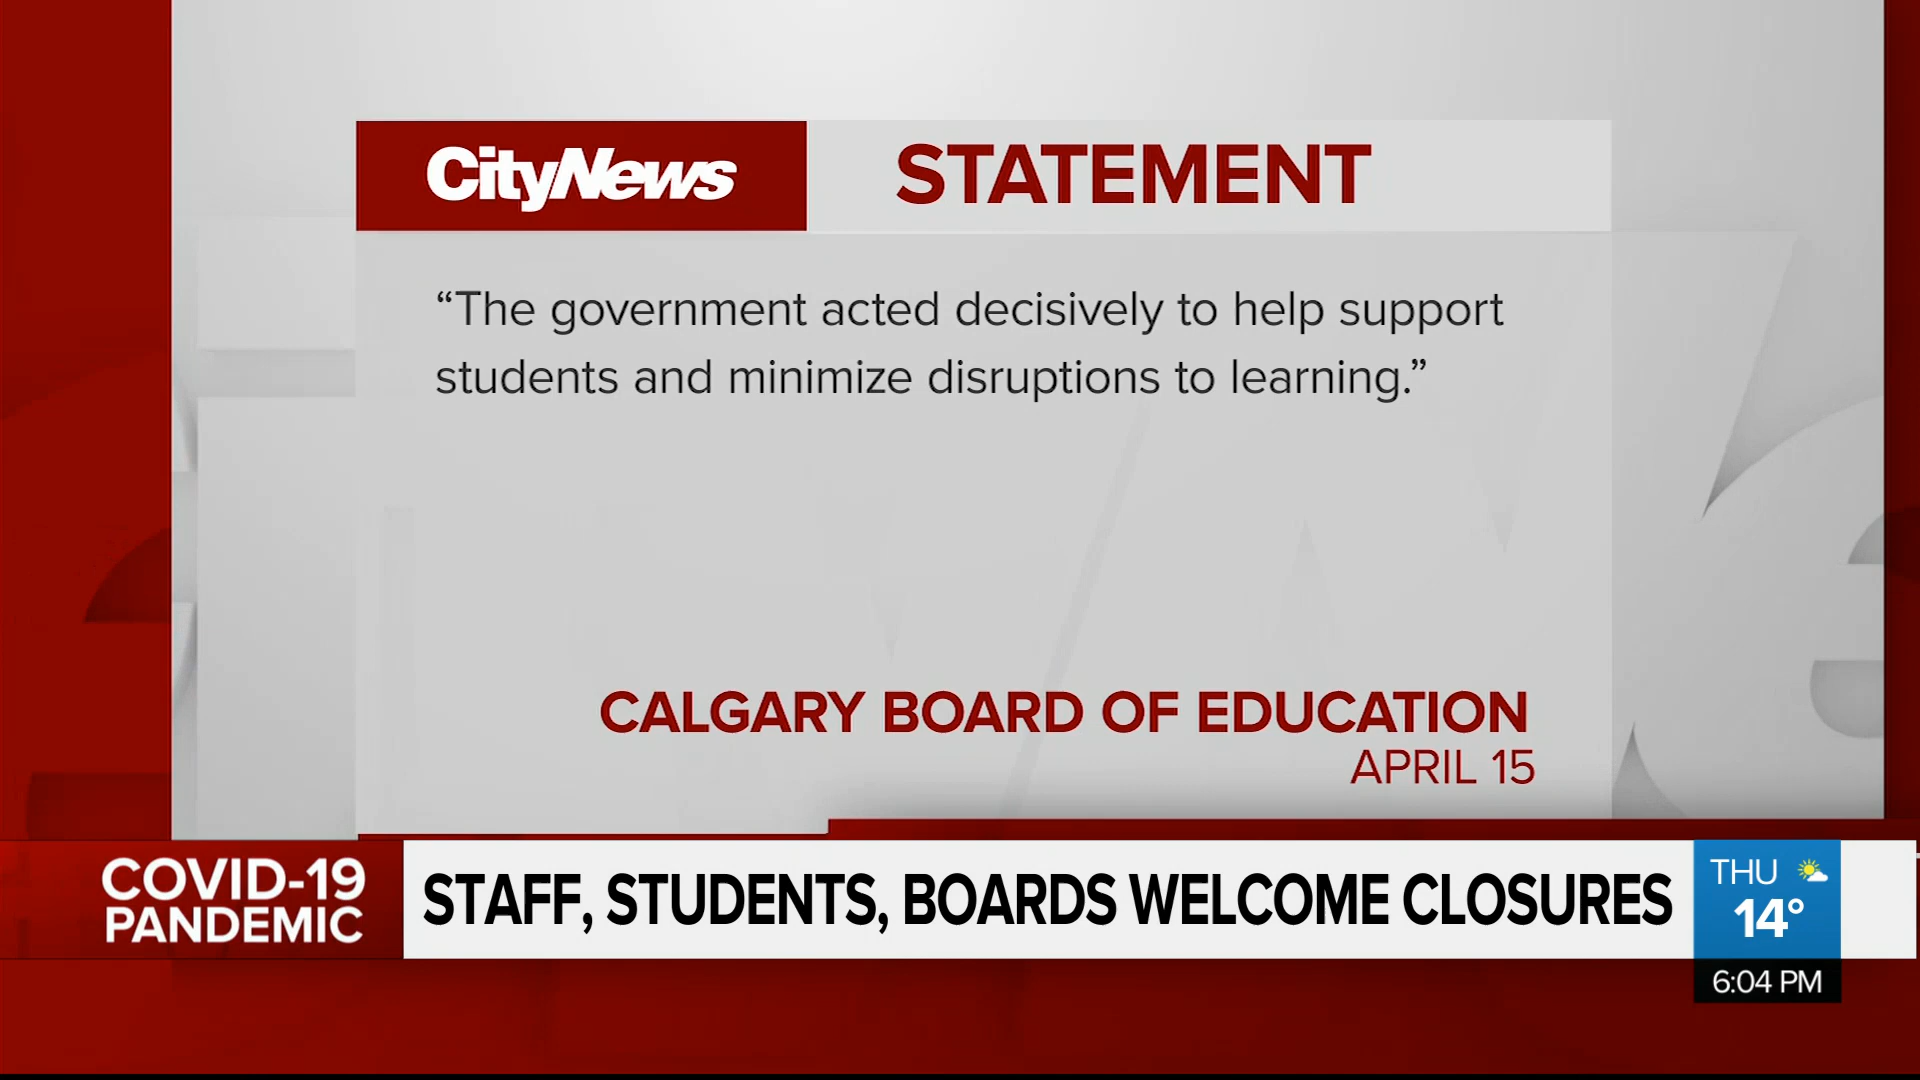 CityNews
STATEMENT
“The government acted decisively to help support
students and minimize disruptions to learning.”
CALGARY BOARD OF EDUCATION
APRIL 15
COVID-19
PANDEMIC
STAFF, STUDENTS, BOARDS WELCOME CLOSURES
THU
14°
6:04 PM